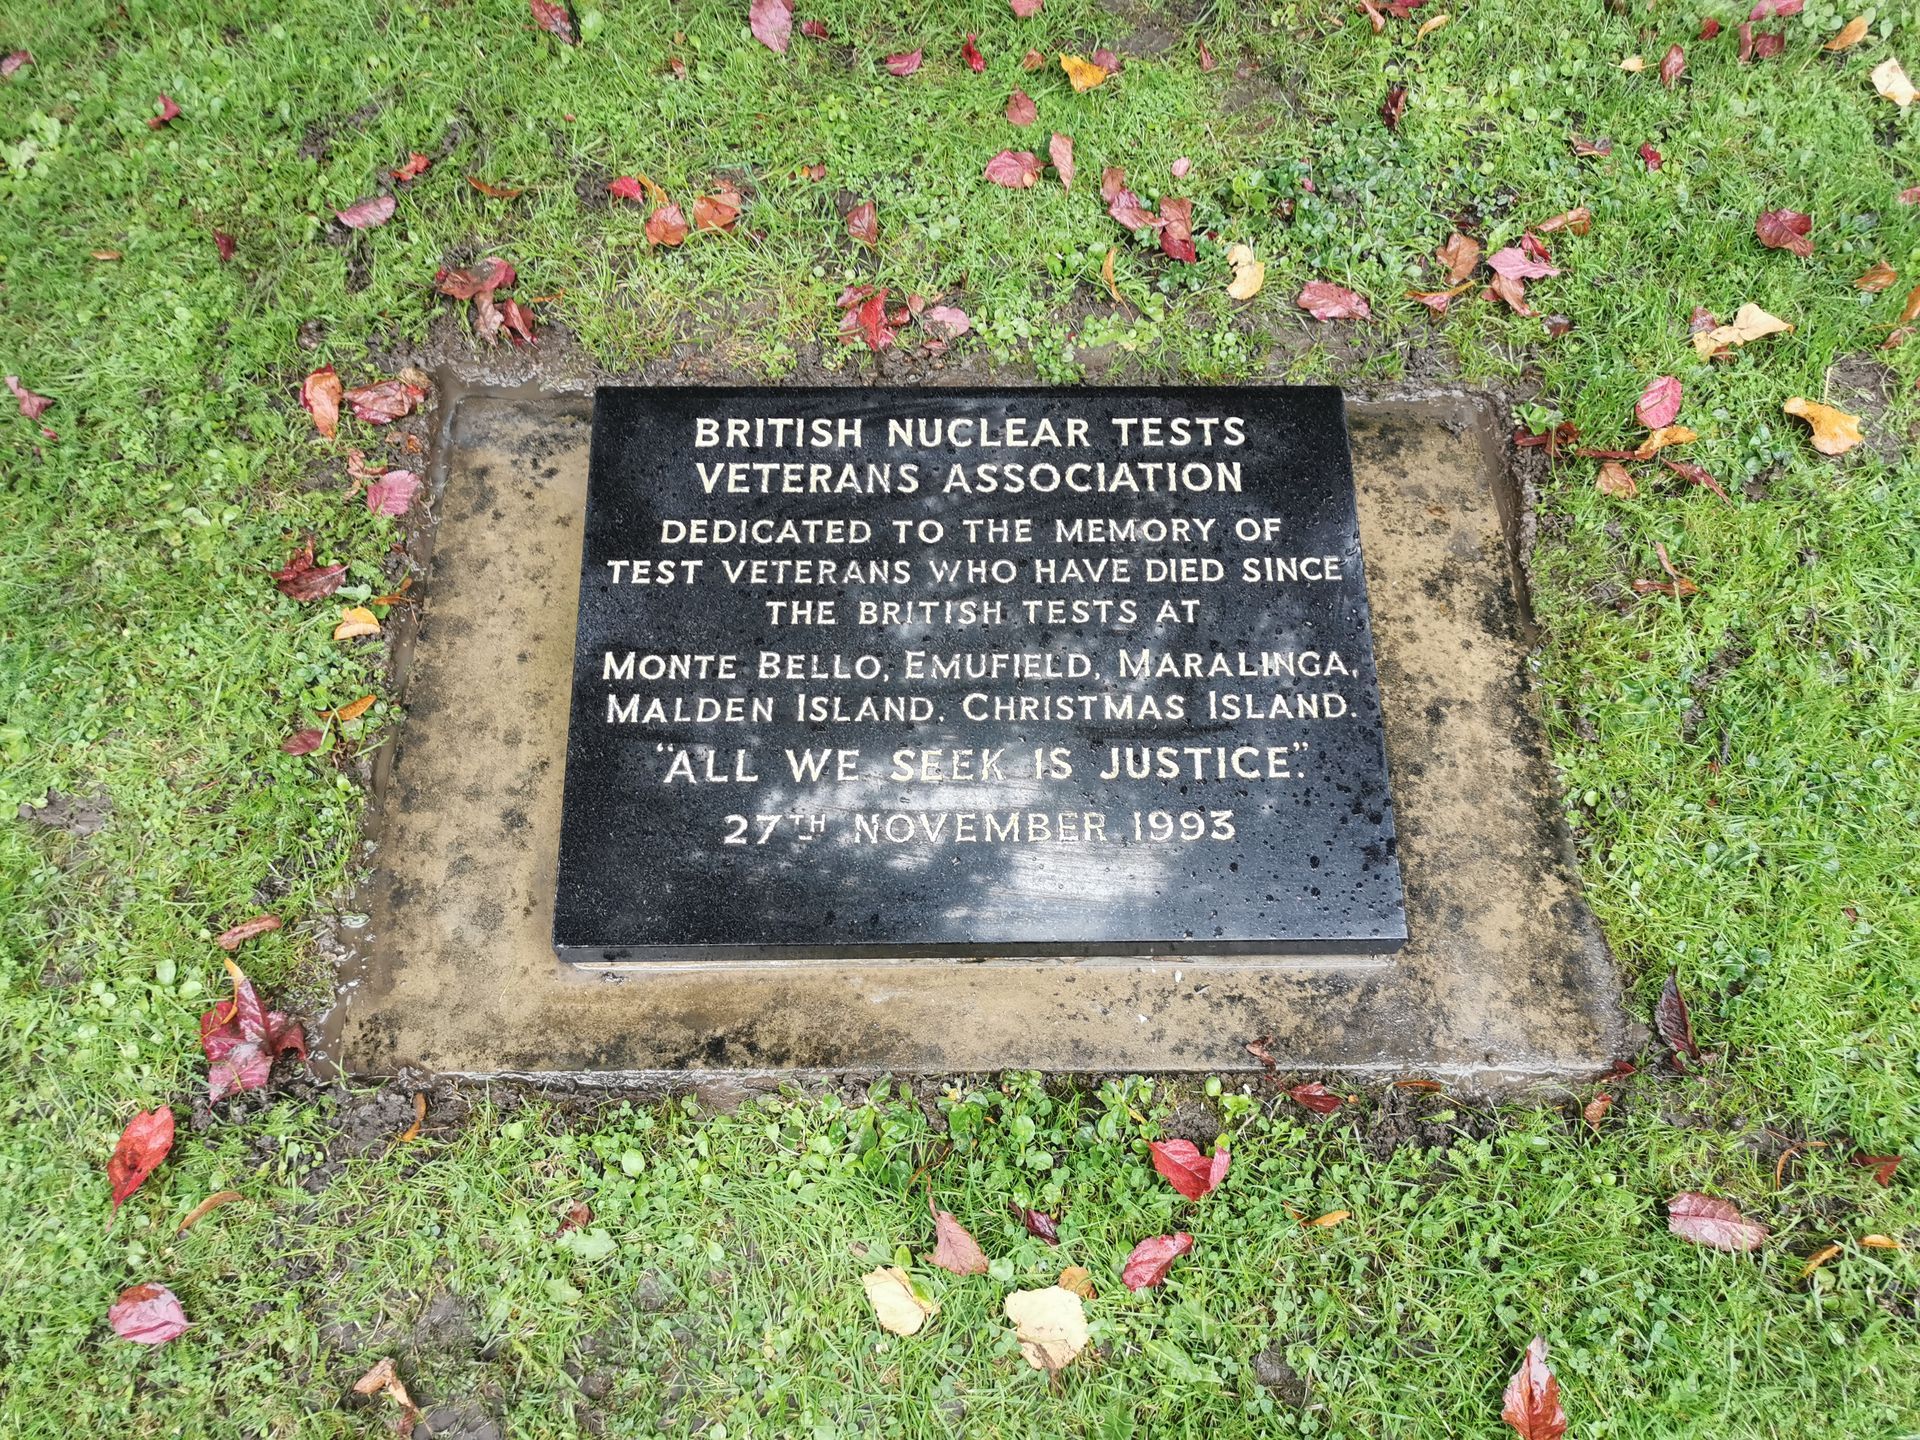 BRITISH NUCLEAR TESTS
VETERANS ASSOCIATION
DEDICATED TO THE MEMORY OF
TEST VETERANS WHO HAVE DIED SINCE
THE BRITISH TESTS AT
MONTE BELLO, EMUFIELD, MARALINGA,
MALDEN ISLAND, CHRISTMAS ISLAND.
"ALL WE SEEK IS JUSTICE".
27TH NOVEMBER 1993